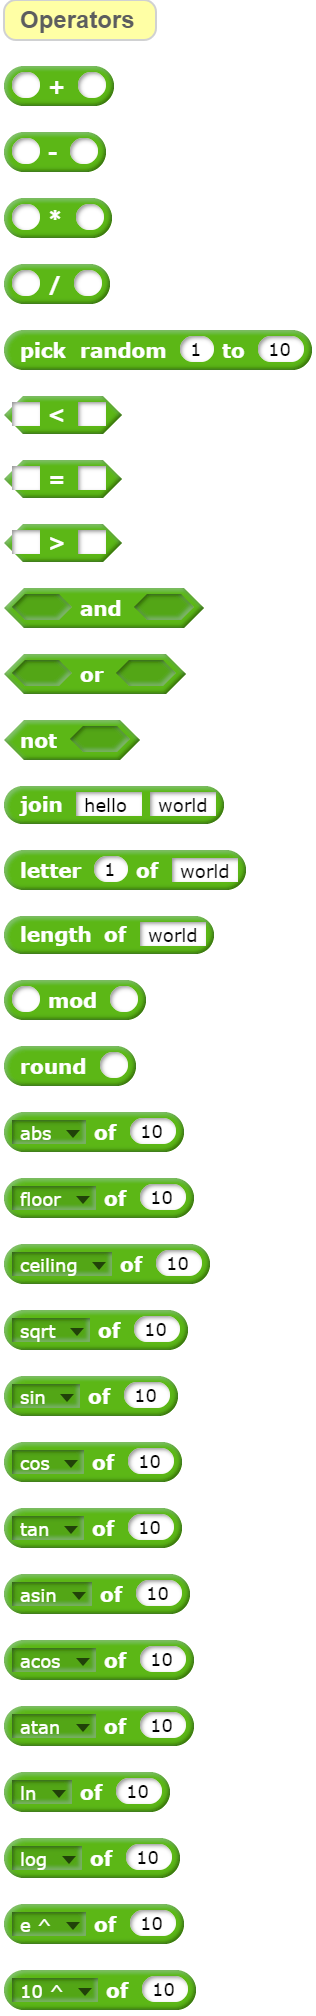 Operators
+
-
*
/
pick random 1 to 10
<
=
>
and
or
not
join hello world
letter 1 of world
length of world
mod
round
abs of 10
floor of 10
ceiling of 10
sqrt of 10
sin of 10
cos of 10
tan of 10
asin of 10
acos of 10
atan of 10
ln of 10
log of 10
e ^ of 10
10 ^ of 10